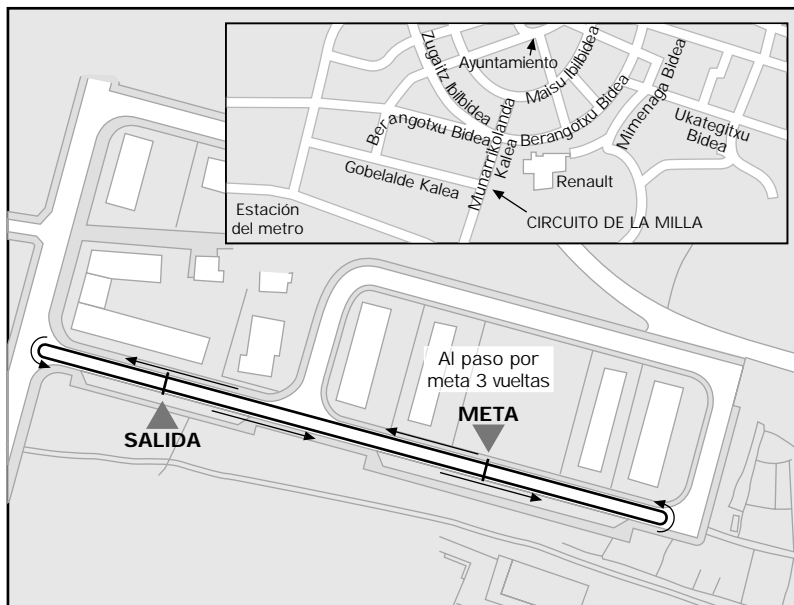 Zugaitz Ibilbidea
Ayuntamiento
Maisu Ibilbidea
Berangotxu Bidea
Munarrikolanda
Kalea
Berangotxu Bidea
Mimenaga Bidea
Ukategitxu
Bidea
Gobelalde Kalea
Renault
Estación
del metro
CIRCUITO DE LA MILLA
Al paso por
meta 3 vueltas
META
SALIDA